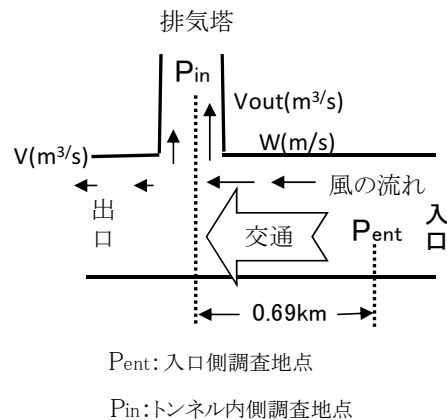 排気塔
Pin
Vout(m³/s)
V(m³/s)
W(m/s)
風の流れ
出口
交通
Pent
入口
0.69km
Pent: 入口側調査地点
Pin:トンネル内側調査地点